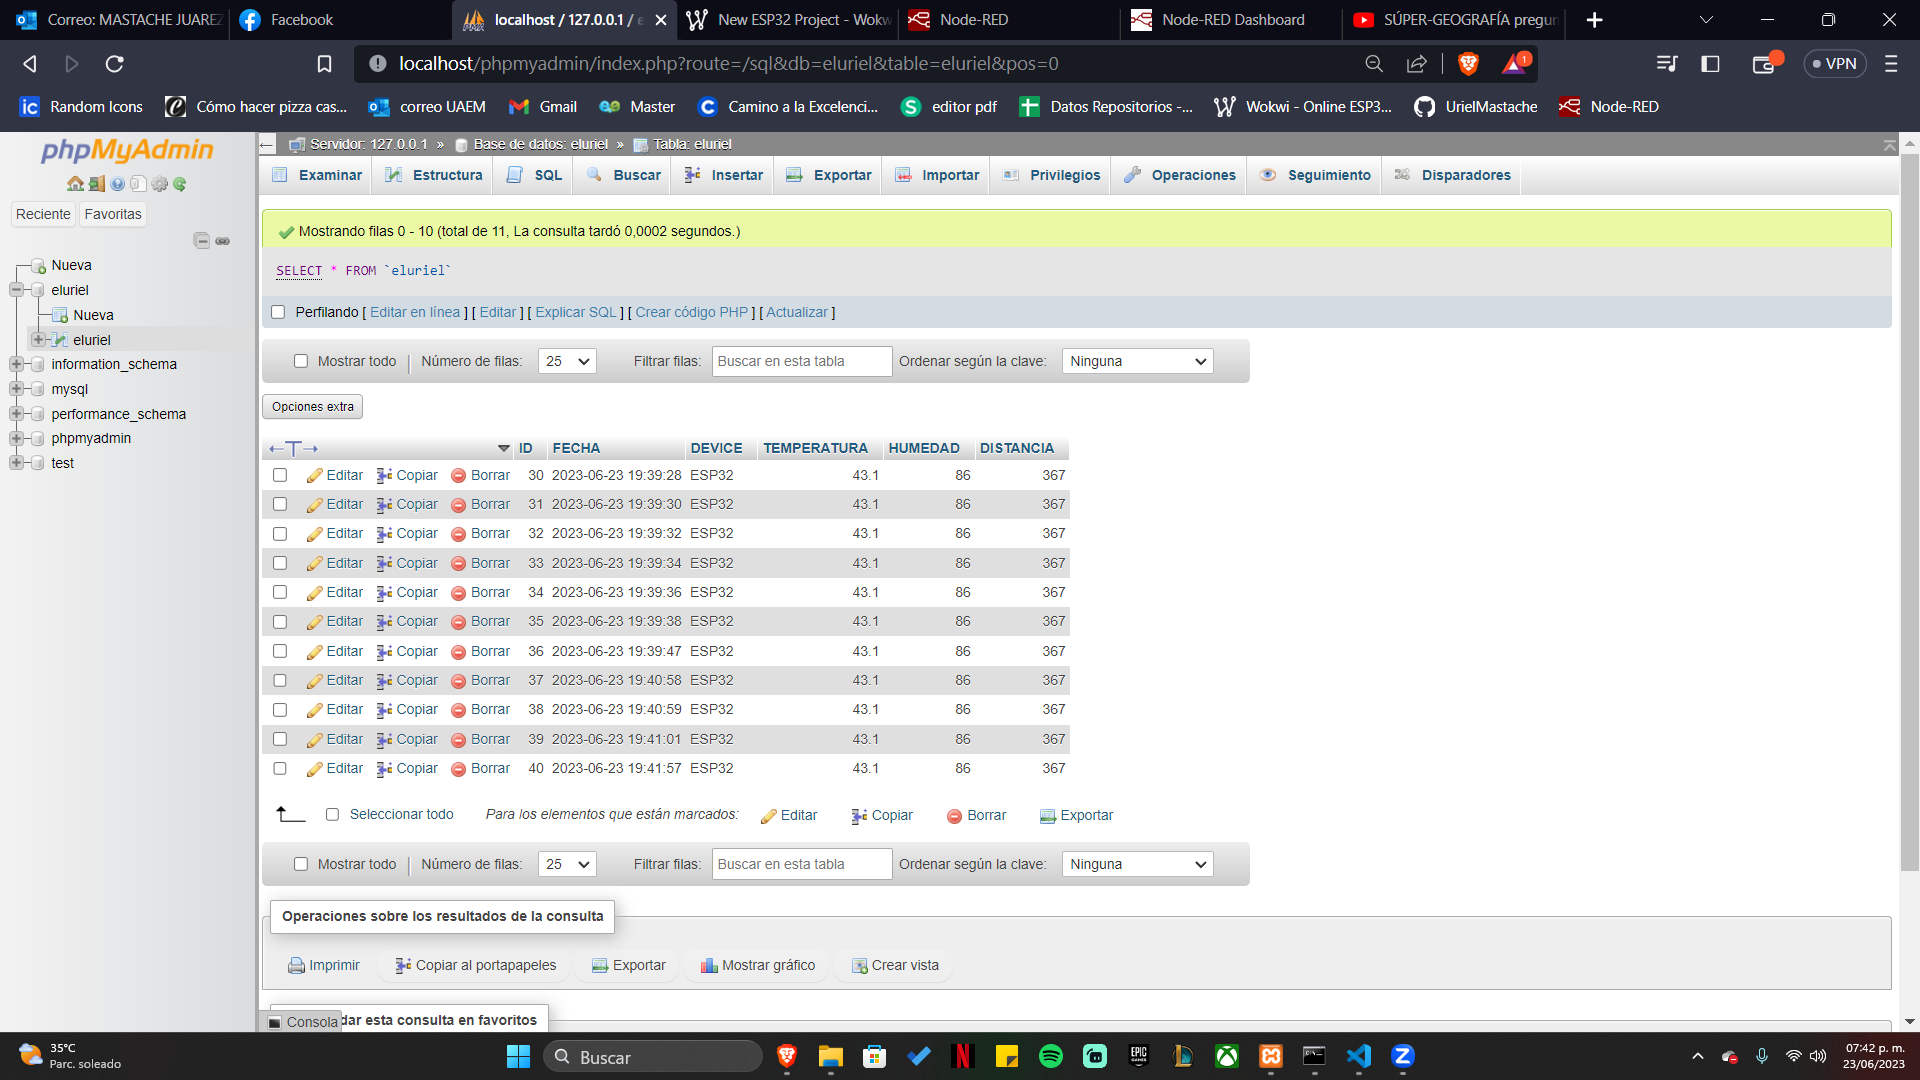 Correo: MASTACHE JUAREZ
Facebook
localhost / 127.0.0.1 / e
New ESP32 Project - Wokw
Node-RED
Node-RED Dashboard
SÚPER-GEOGRAFÍA pregun
localhost/phpmyadmin/index.php?route=/sql&db=eluriel&table=eluriel&pos=0
1
VPN
Random Icons
Cómo hacer pizza cas...
correo UAEM
Gmail
Master
Camino a la Excelenci...
editor pdf
Datos Repositorios -...
Wokwi - Online ESP3...
UrielMastache
Node-RED
phpMyAdmin
Reciente
Favoritas
Nueva
eluriel
Nueva
eluriel
information_schema
mysql
performance_schema
phpmyadmin
test
Servidor: 127.0.0.1 » Base de datos: eluriel » Tabla: eluriel
Examinar Estructura SQL Buscar Insertar Exportar Importar Privilegios Operaciones Seguimiento Disparadores
Mostrando filas 0 - 10 (total de 11, La consulta tardó 0,0002 segundos.)
SELECT * FROM `eluriel`
Perfilando [ Editar en línea ] [ Editar ] [ Explicar SQL ] [ Crear código PHP ] [ Actualizar ]
Mostrar todo | Número de filas: 25 Filtrar filas: Buscar en esta tabla Ordenar según la clave: Ninguna
Opciones extra
ID FECHA DEVICE TEMPERATURA HUMEDAD DISTANCIA
Editar Copiar Borrar 30 2023-06-23 19:39:28 ESP32 43.1 86 367
Editar Copiar Borrar 31 2023-06-23 19:39:30 ESP32 43.1 86 367
Editar Copiar Borrar 32 2023-06-23 19:39:32 ESP32 43.1 86 367
Editar Copiar Borrar 33 2023-06-23 19:39:34 ESP32 43.1 86 367
Editar Copiar Borrar 34 2023-06-23 19:39:36 ESP32 43.1 86 367
Editar Copiar Borrar 35 2023-06-23 19:39:38 ESP32 43.1 86 367
Editar Copiar Borrar 36 2023-06-23 19:39:47 ESP32 43.1 86 367
Editar Copiar Borrar 37 2023-06-23 19:40:58 ESP32 43.1 86 367
Editar Copiar Borrar 38 2023-06-23 19:40:59 ESP32 43.1 86 367
Editar Copiar Borrar 39 2023-06-23 19:41:01 ESP32 43.1 86 367
Editar Copiar Borrar 40 2023-06-23 19:41:57 ESP32 43.1 86 367
Seleccionar todo Para los elementos que están marcados: Editar Copiar Borrar Exportar
Mostrar todo | Número de filas: 25 Filtrar filas: Buscar en esta tabla Ordenar según la clave: Ninguna
Operaciones sobre los resultados de la consulta
Imprimir Copiar al portapapeles Exportar Mostrar gráfico Crear vista
Consola
dar esta consulta en favoritos
35°C
Parc. soleado
Buscar
EPIC
GAMES
07:42 p. m.
23/06/2023